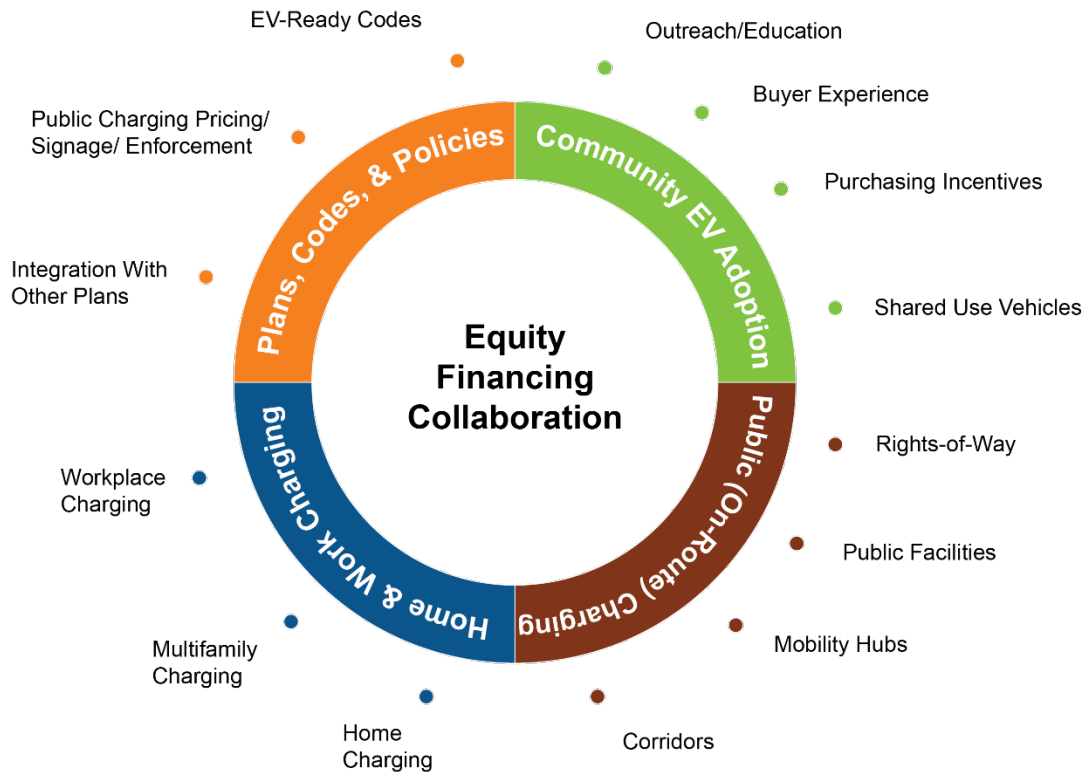 EV-Ready Codes
Outreach/Education
Buyer Experience
Public Charging Pricing/
Signage/ Enforcement
Plans, Codes, & Policies
Community EV Adoption
Purchasing Incentives
Integration With
Other Plans
Shared Use Vehicles
Equity
Financing
Collaboration
Home & Work Charging
Public (On-Route) Charging
Rights-of-Way
Workplace
Charging
Public Facilities
Multifamily
Charging
Mobility Hubs
Home
Charging
Corridors